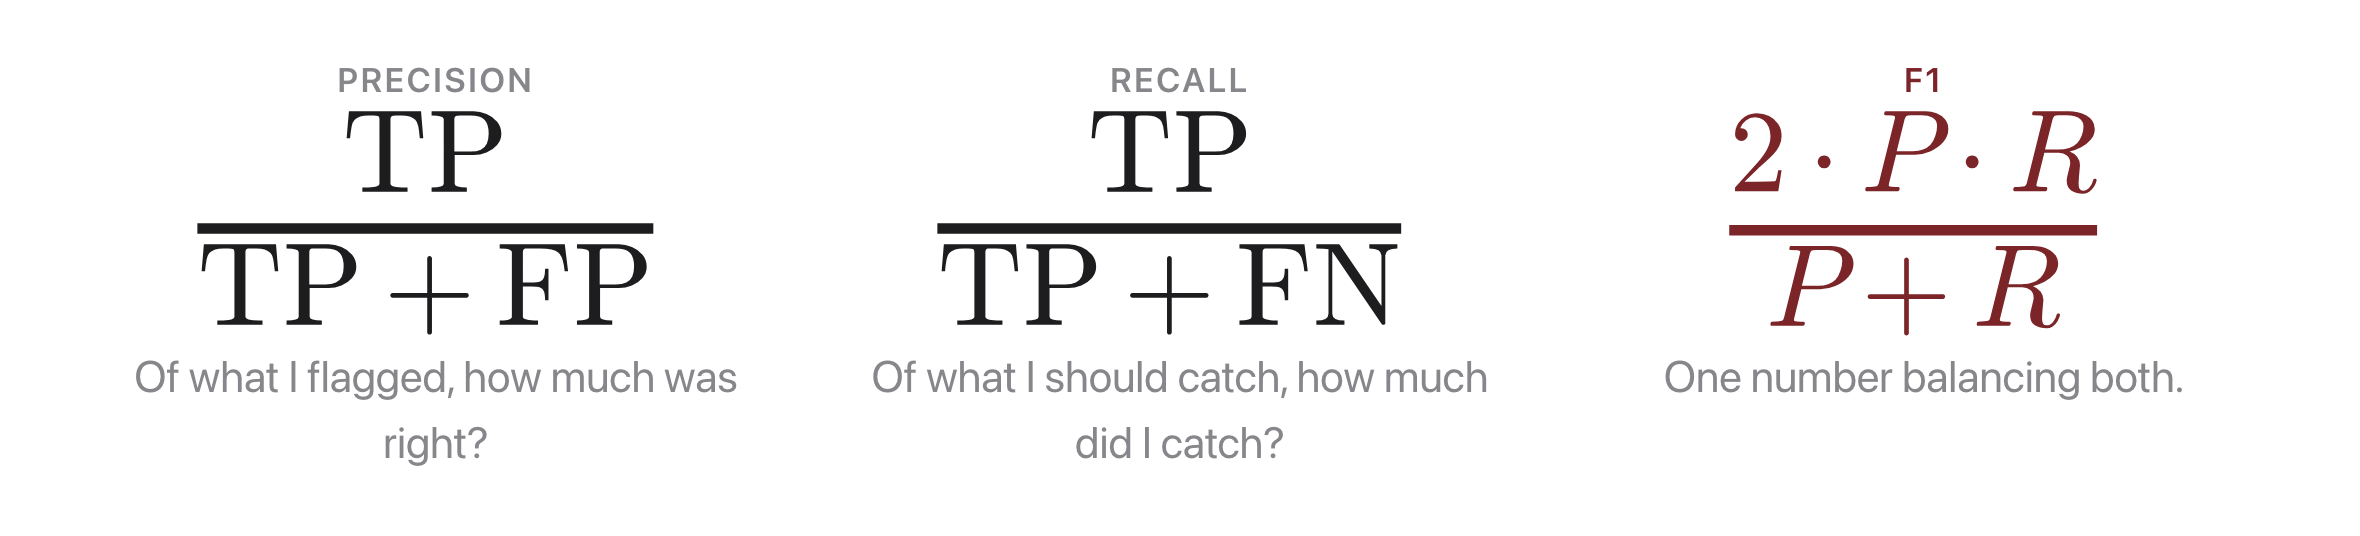 PRECISION
TP
TP + FP
Of what I flagged, how much was
right?
RECALL
TP
TP + FN
Of what I should catch, how much
did I catch?
F1
2 · P · R
P + R
One number balancing both.